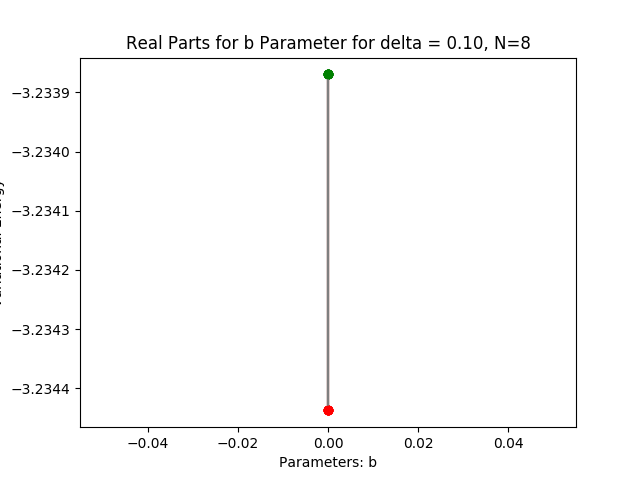 Real Parts for b Parameter for delta = 0.10, N=8
−3.2339
−3.2340
−3.2341
−3.2342
−3.2343
−3.2344
−0.04 −0.02 0.00 0.02 0.04
Parameters: b